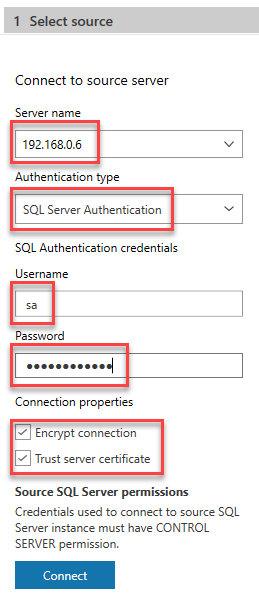 1 Select source
Connect to source server
Server name
192.168.0.6
Authentication type
SQL Server Authentication
SQL Authentication credentials
Username
sa
Password
●●●●●●●●●●●●
Connection properties
Encrypt connection
Trust server certificate
Source SQL Server permissions
Credentials used to connect to source SQL
Server instance must have CONTROL
SERVER permission.
Connect